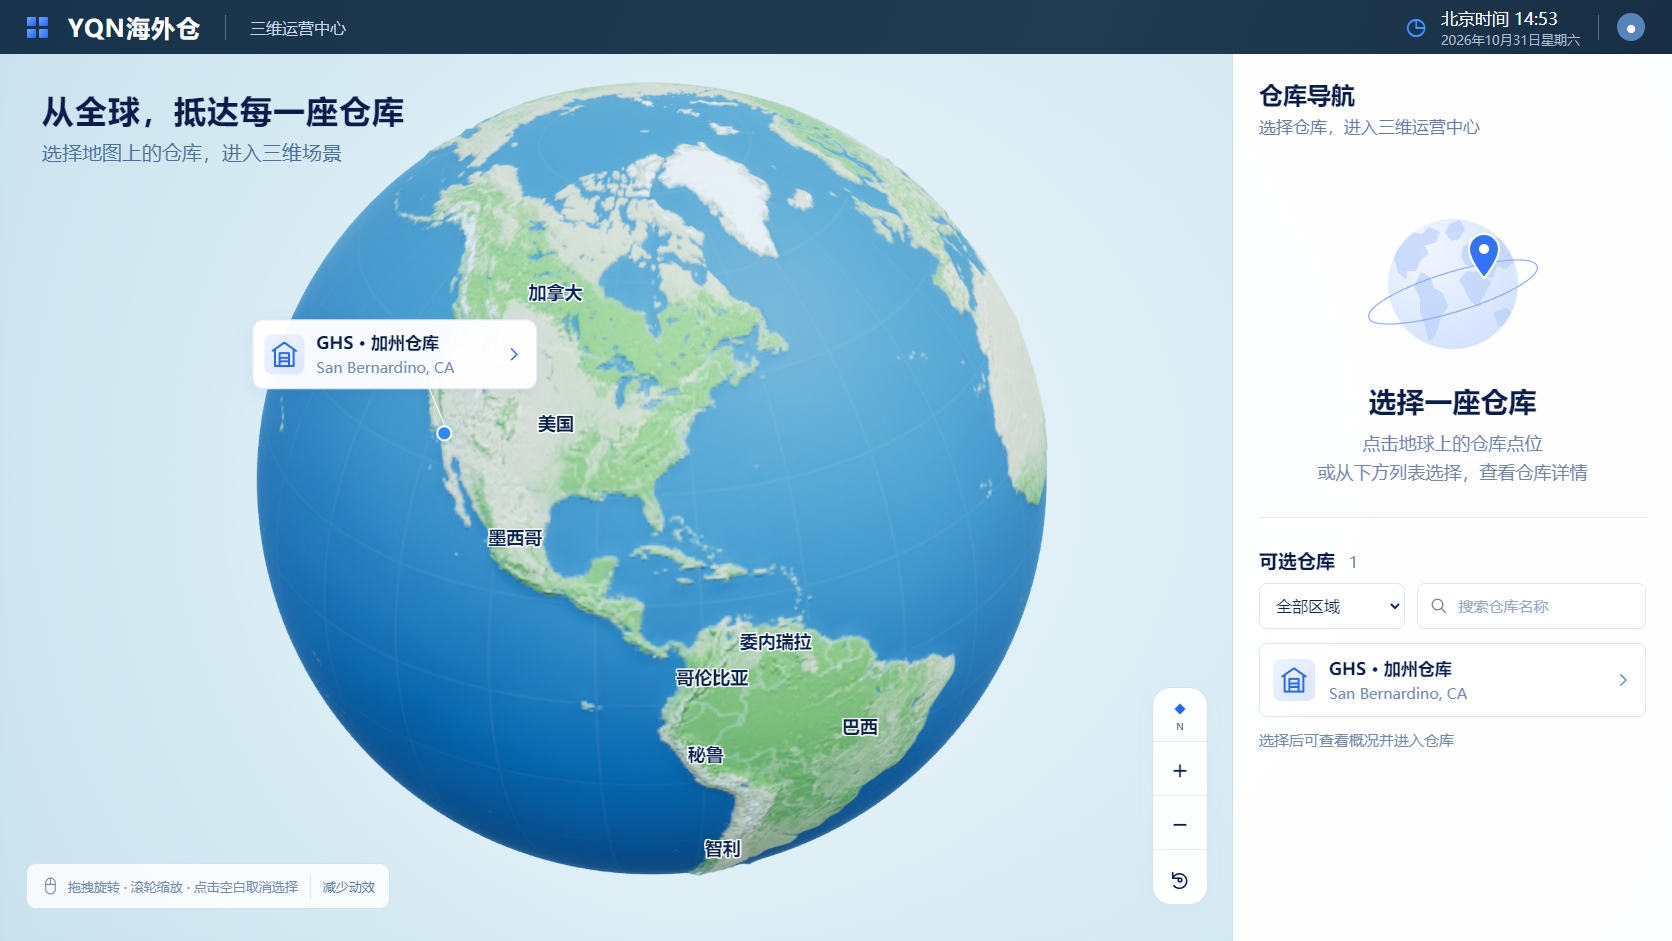 YQN海外仓
三维运营中心
北京时间 14:53
2026年10月31日星期六
从全球，抵达每一座仓库
选择地图上的仓库，进入三维场景
加拿大
GHS • 加州仓库
San Bernardino, CA
美国
墨西哥
委内瑞拉
哥伦比亚
巴西
秘鲁
智利
N
拖拽旋转 · 滚轮缩放 · 点击空白取消选择
减少动效
仓库导航
选择仓库，进入三维运营中心
选择一座仓库
点击地球上的仓库点位
或从下方列表选择，查看仓库详情
可选仓库 1
全部区域
搜索仓库名称
GHS • 加州仓库
San Bernardino, CA
选择后可查看概况并进入仓库